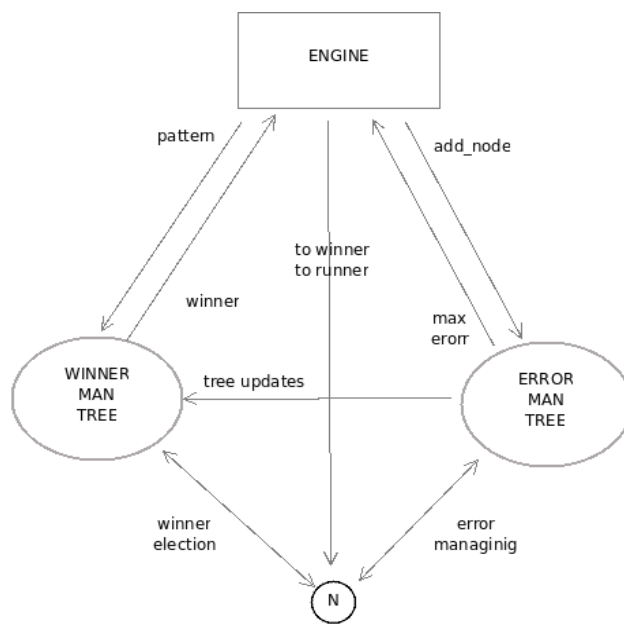 ENGINE
pattern
add_node
to winner
to runner
winner
max
erorr
WINNER
MAN
TREE
tree updates
ERROR
MAN
TREE
winner
election
error
managinig
N